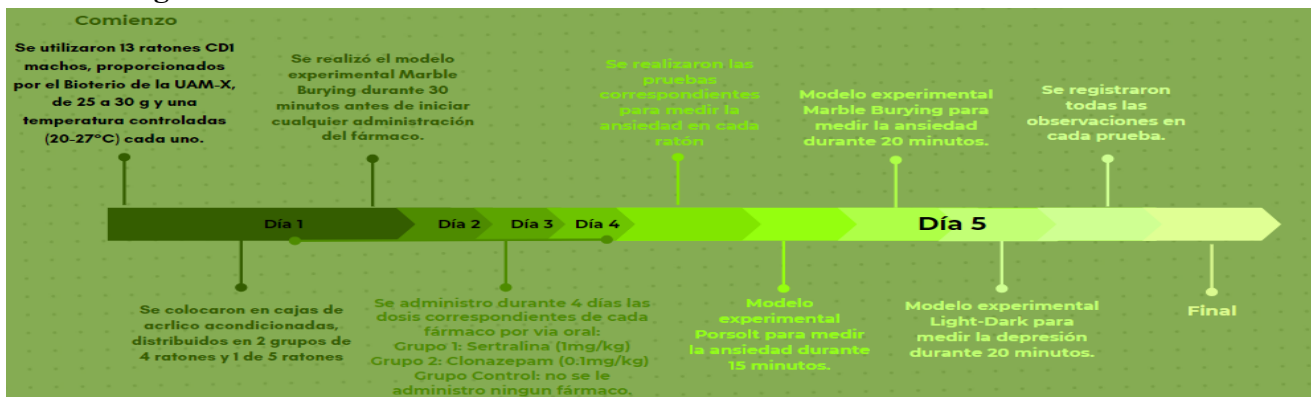 Comienzo
Se utilizaron 13 ratones CD1
machos, proporcionados
por el Bioterio de la UAM-X,
de 25 a 30 g y una
temperatura controladas
(20-27°C) cada uno.
Se realizó el modelo
experimental Marble
Burying durante 30
minutos antes de iniciar
cualquier administración
del fármaco.
Se realizaron las
pruebas
correspondientes
para medir la
ansiedad en cada
ratón
Modelo experimental
Marble Burying para
medir la ansiedad
durante 20 minutos.
Se registraron
todas las
observaciones en
cada prueba.
Día 1
Día 2
Día 3
Día 4
Día 5
Se colocaron en cajas de
acrlico acondicionadas,
distribuidos en 2 grupos de
4 ratones y 1 de 5 ratones
Se administro durante 4 días las
dosis correspondientes de cada
fármaco por via oral:
Grupo 1: Sertralina (1mg/kg)
Grupo 2: Clonazepam (0.1mg/kg)
Grupo Control: no se le
administro ningun fármaco.
Modelo
experimental
Porsolt para medir
la ansiedad durante
15 minutos.
Modelo experimental
Light-Dark para
medir la depresión
durante 20 minutos.
Final